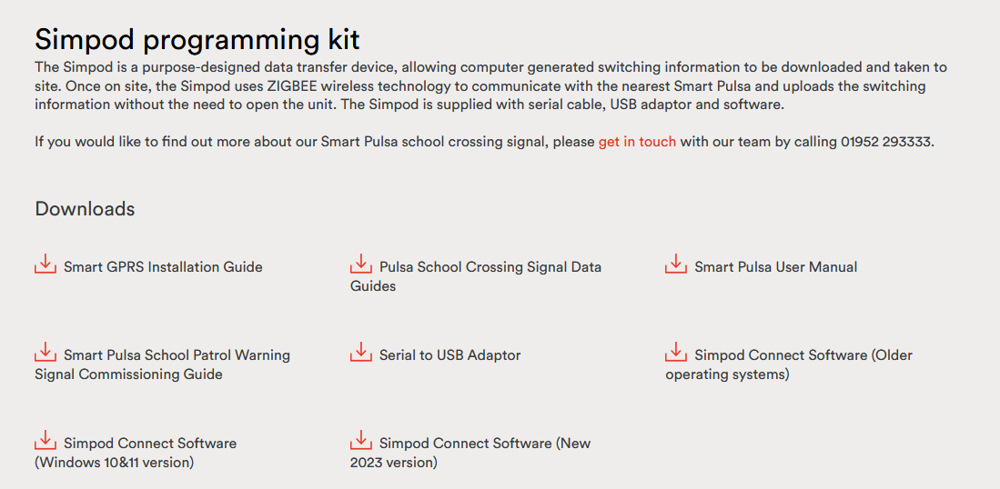 Simpod programming kit
The Simpod is a purpose-designed data transfer device, allowing computer generated switching information to be downloaded and taken to
site. Once on site, the Simpod uses ZIGBEE wireless technology to communicate with the nearest Smart Pulsa and uploads the switching
information without the need to open the unit. The Simpod is supplied with serial cable, USB adaptor and software.
If you would like to find out more about our Smart Pulsa school crossing signal, please get in touch with our team by calling 01952 293333.
Downloads
Smart GPRS Installation Guide
Pulsa School Crossing Signal Data
Guides
Smart Pulsa User Manual
Smart Pulsa School Patrol Warning
Signal Commissioning Guide
Serial to USB Adaptor
Simpod Connect Software (Older
operating systems)
Simpod Connect Software
(Windows 10&11 version)
Simpod Connect Software (New
2023 version)